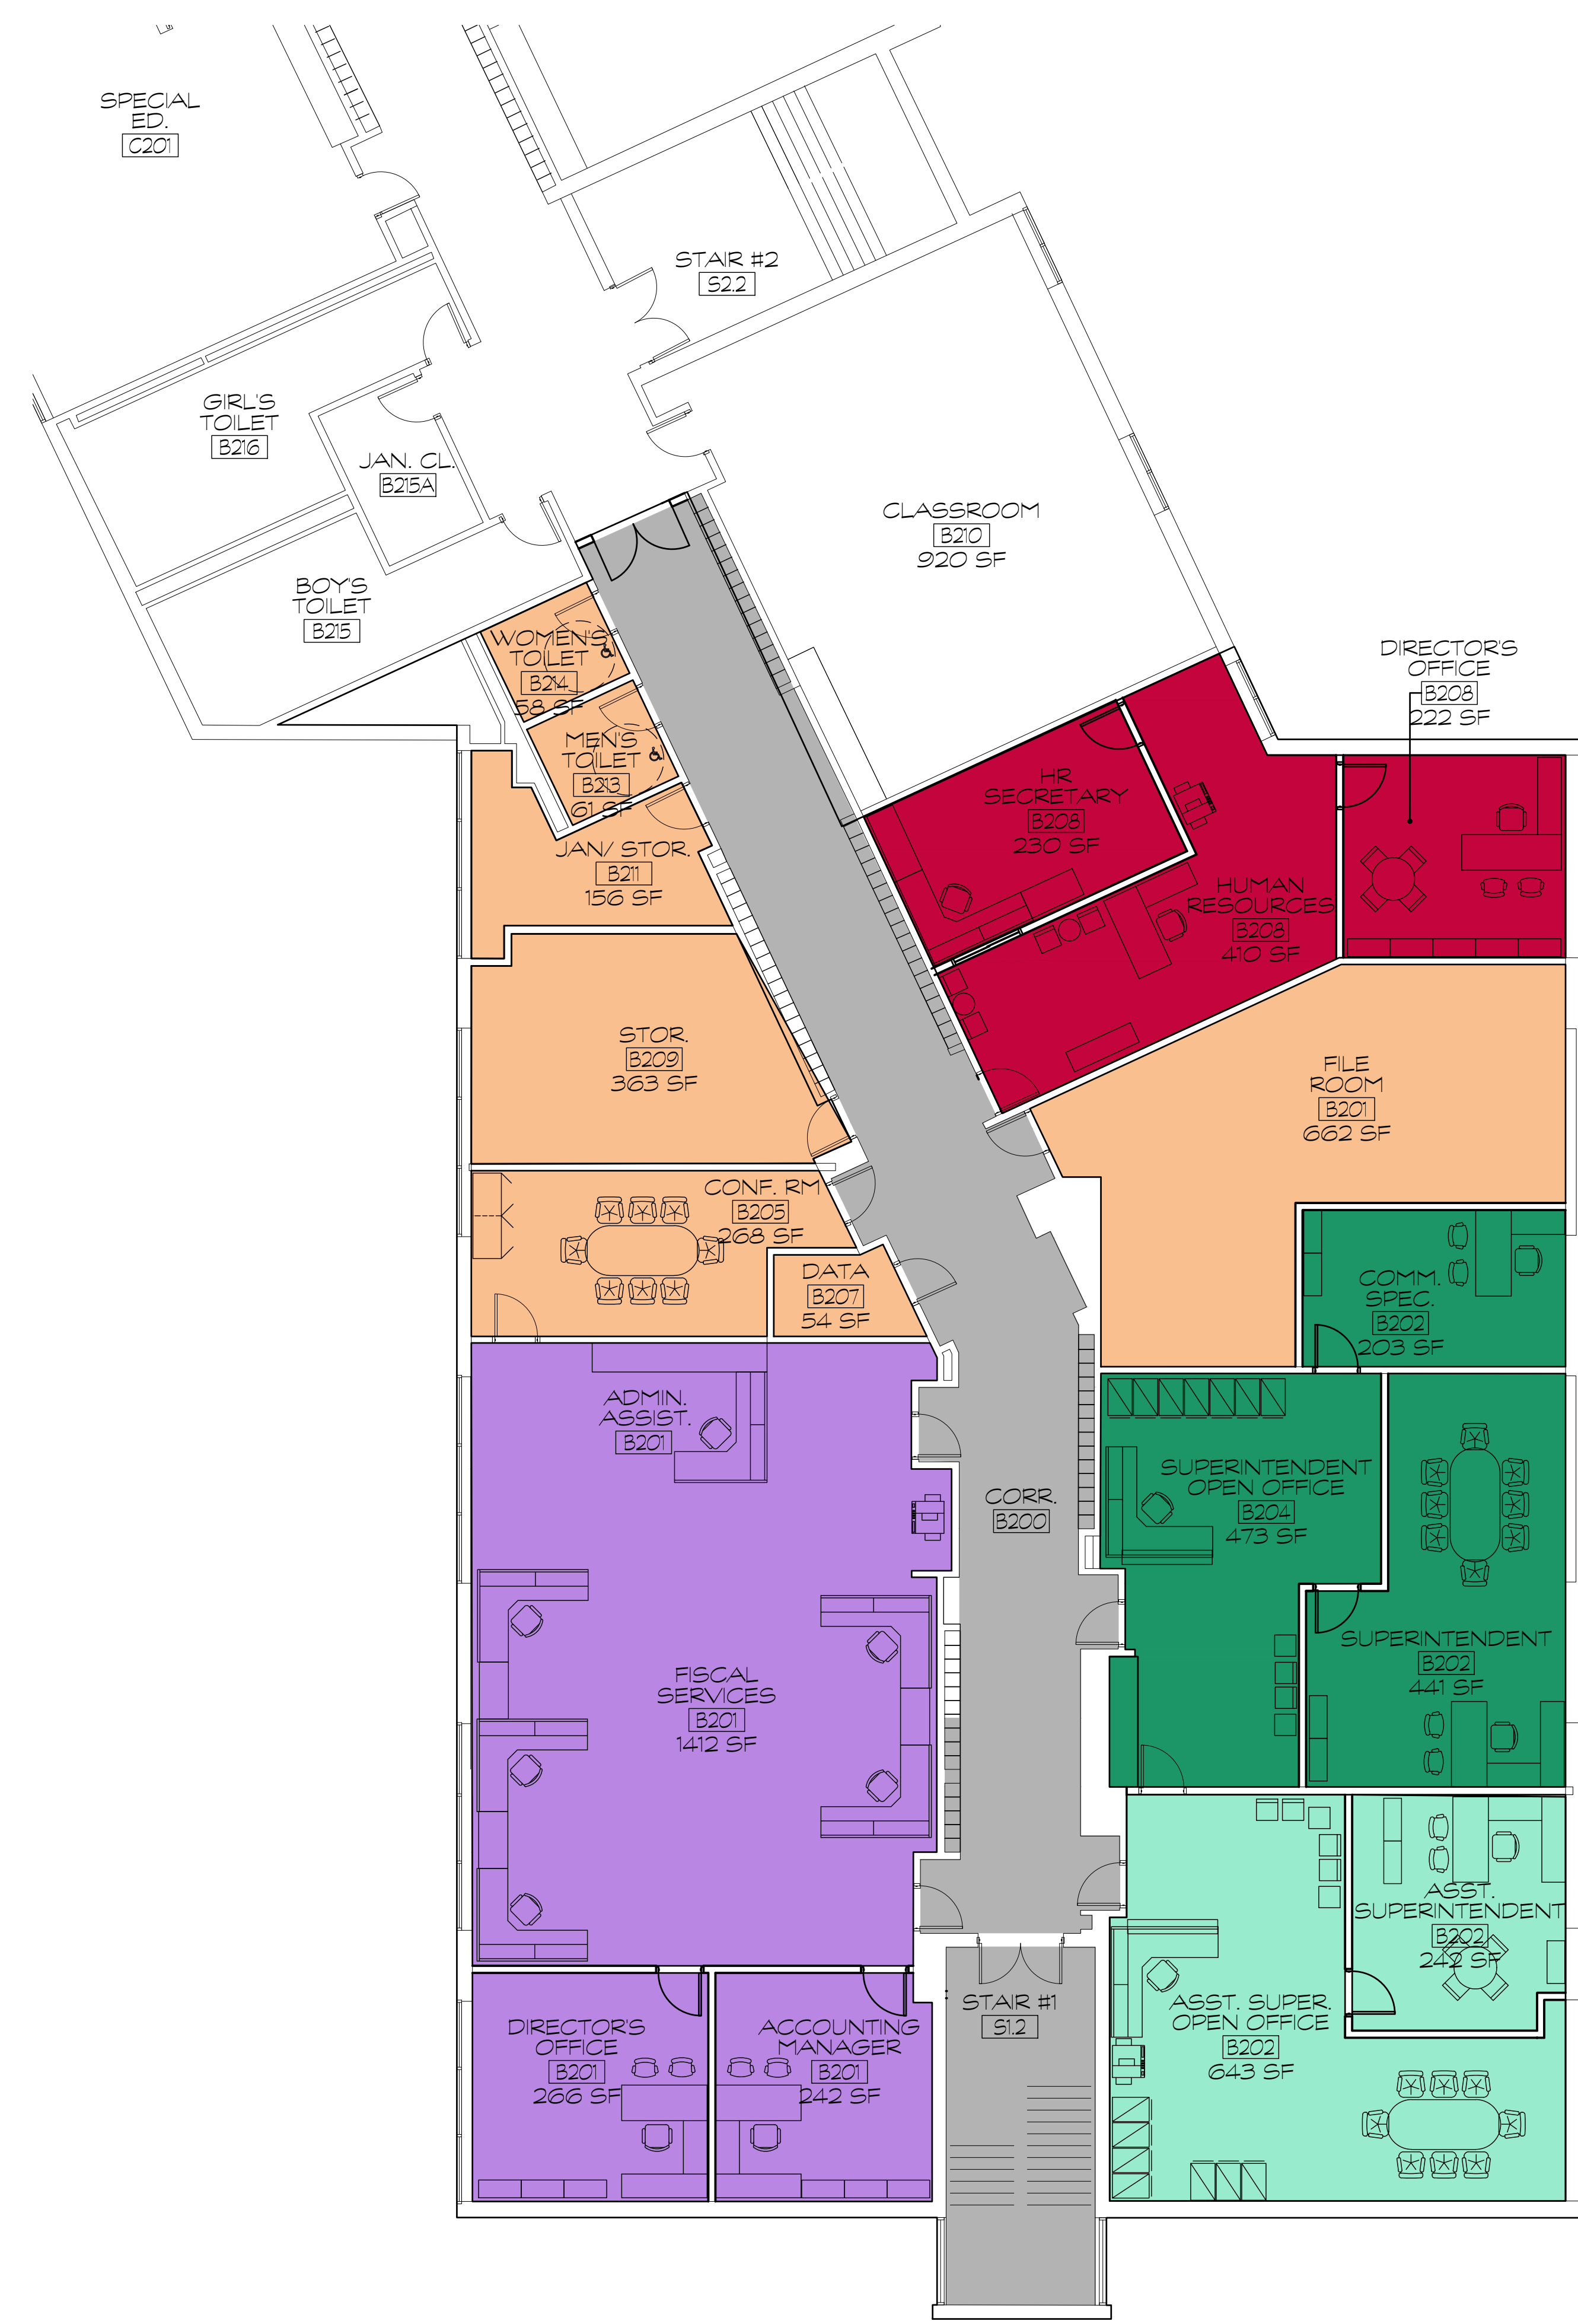 SPECIAL
ED.
C201
STAIR #2
S2.2
GIRL'S
TOILET
B216
JAN. CL.
B215A
CLASSROOM
B210
920 SF
BOY'S
TOILET
B215
WOMEN'S
TOILET
B214
58 SF
DIRECTOR'S
OFFICE
B208
222 SF
MEN'S
TOILET
B213
61 SF
HR
SECRETARY
B208
230 SF
JAN/ STOR.
B211
156 SF
HUMAN
RESOURCES
B208
410 SF
STOR.
B209
363 SF
FILE
ROOM
B201
662 SF
CONF. RM
B205
268 SF
DATA
B207
54 SF
COMM.
SPEC.
B202
203 SF
ADMIN.
ASSIST.
B201
SUPERINTENDENT
OPEN OFFICE
B204
473 SF
CORR.
B200
SUPERINTENDENT
B202
441 SF
FISCAL
SERVICES
B201
1412 SF
ASST.
SUPERINTENDENT
B202
242 SF
STAIR #1
S1.2
ASST. SUPER.
OPEN OFFICE
B202
643 SF
DIRECTOR'S
OFFICE
B201
266 SF
ACCOUNTING
MANAGER
B201
242 SF